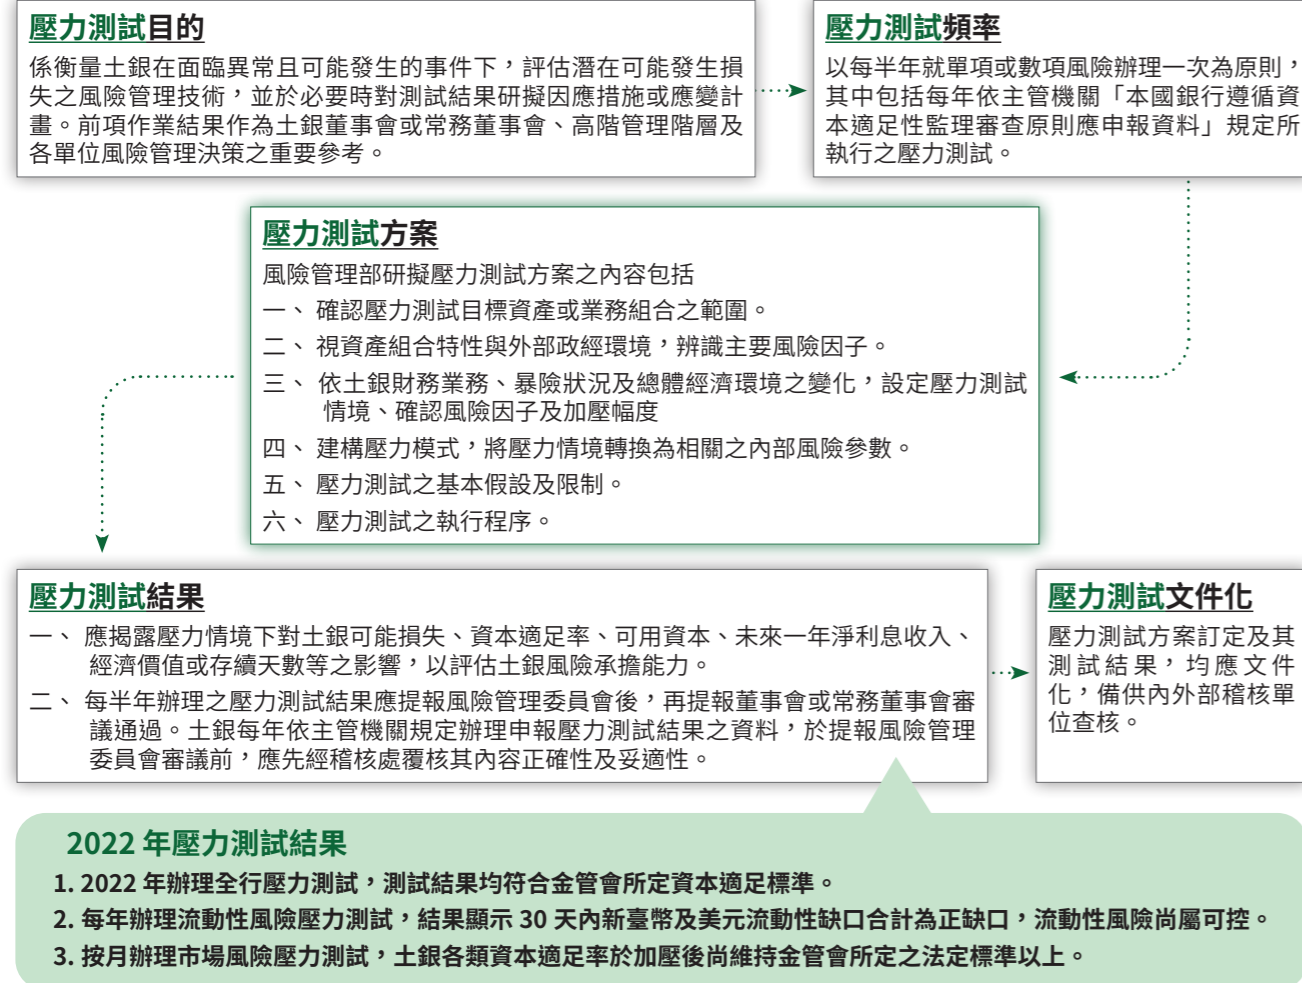 壓力測試目的
係衡量土銀在面臨異常且可能發生的事件下，評估潛在可能發生損
失之風險管理技術，並於必要時對測試結果研擬因應措施或應變計
畫。前項作業結果作為土銀董事會或常務董事會、高階管理階層及
各單位風險管理決策之重要參考。
壓力測試頻率
以每半年就單項或數項風險辦理一次為原則，
其中包括每年依主管機關「本國銀行遵循資
本適足性監理審查原則應申報資料」規定所
執行之壓力測試。
壓力測試方案
風險管理部研擬壓力測試方案之內容包括
一、 確認壓力測試目標資產或業務組合之範圍。
二、 視資產組合特性與外部政經環境，辨識主要風險因子。
三、 依土銀財務業務、暴險狀況及總體經濟環境之變化，設定壓力測試
情境、確認風險因子及加壓幅度
四、 建構壓力模式，將壓力情境轉換為相關之內部風險參數。
五、 壓力測試之基本假設及限制。
六、 壓力測試之執行程序。
壓力測試結果
一、 應揭露壓力情境下對土銀可能損失、資本適足率、可用資本、未來一年淨利息收入、
經濟價值或存續天數等之影響，以評估土銀風險承擔能力。
二、 每半年辦理之壓力測試結果應提報風險管理委員會後，再提報董事會或常務董事會審
議通過。土銀每年依主管機關規定辦理申報壓力測試結果之資料，於提報風險管理
委員會審議前，應先經稽核處覆核其內容正確性及妥適性。
壓力測試文件化
壓力測試方案訂定及其
測試結果，均應文件
化，備供內外部稽核單
位查核。
2022 年壓力測試結果
1. 2022 年辦理全行壓力測試，測試結果均符合金管會所定資本適足標準。
2. 每年辦理流動性風險壓力測試，結果顯示 30 天內新臺幣及美元流動性缺口合計為正缺口，流動性風險尚屬可控。
3. 按月辦理市場風險壓力測試，土銀各類資本適足率於加壓後尚維持金管會所定之法定標準以上。